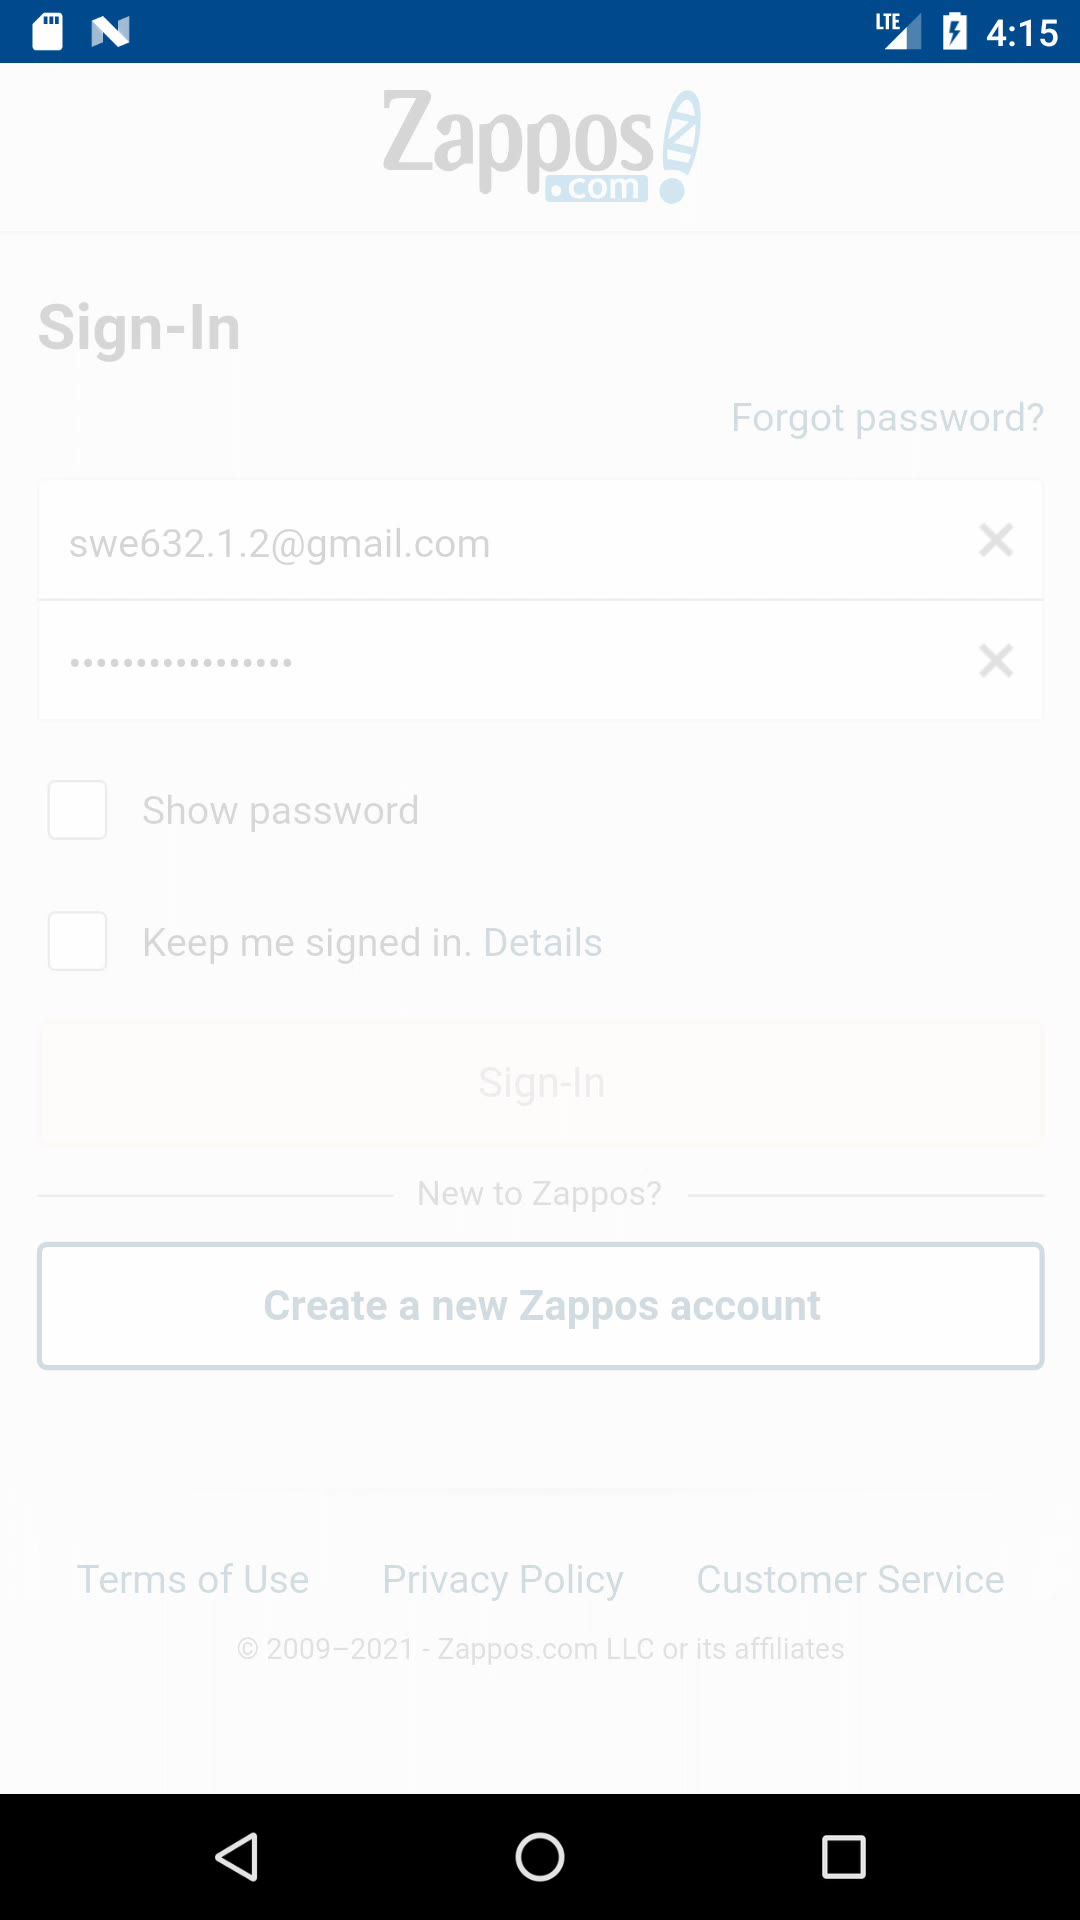 LTE 4:15
Zappos
.com
Sign-In
Forgot password?
swe632.1.2@gmail.com
•••••••••••••••••
Show password
Keep me signed in. Details
Sign-In
New to Zappos?
Create a new Zappos account
Terms of Use Privacy Policy Customer Service
© 2009–2021 - Zappos.com LLC or its affiliates